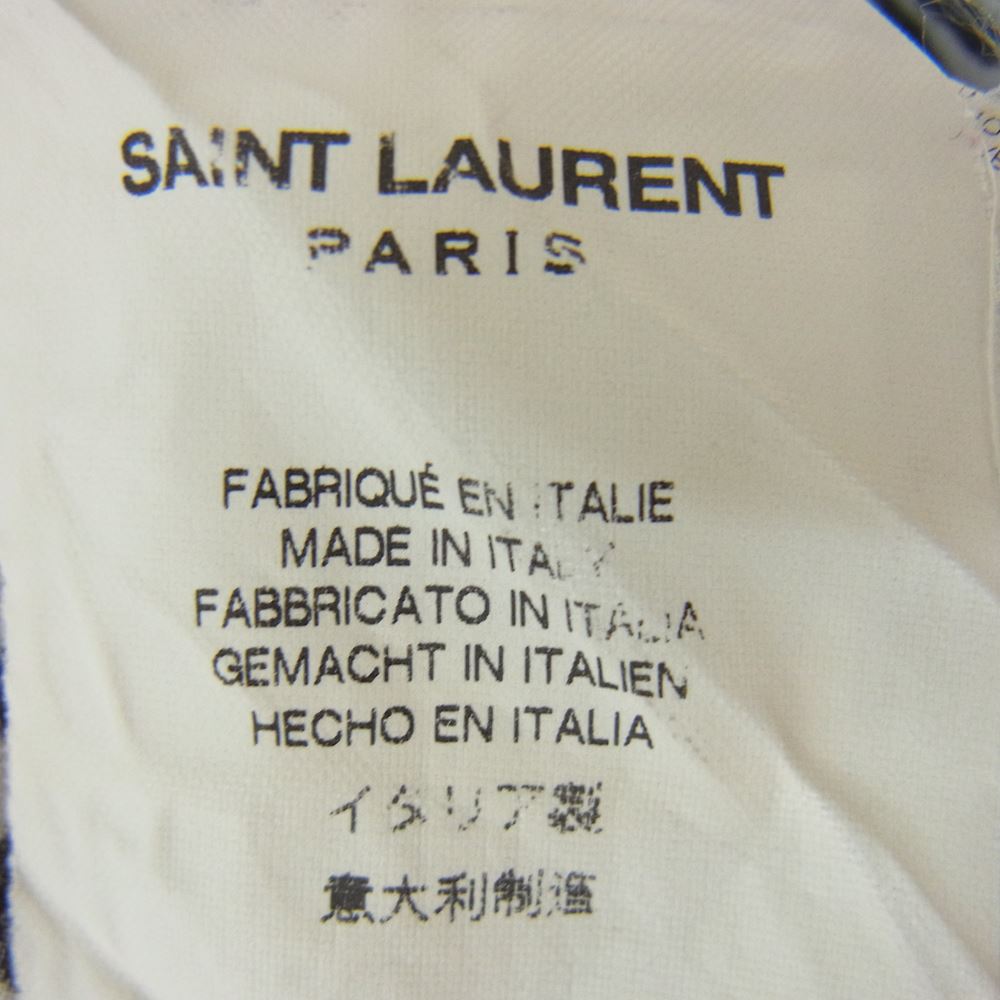 SAINT LAURENT
PARIS
FABRIQUÉ EN ITALIE
MADE IN ITALY
FABBRICATO IN ITALIA
GEMACHT IN ITALIEN
HECHO EN ITALIA
イタリア製
意大利制造